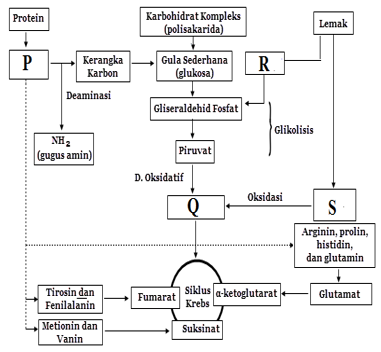 Protein
Karbohidrat Kompleks
(polisakarida)
Lemak
P
Kerangka
Karbon
Gula Sederhana
(glukosa)
R
Deaminasi
Gliseraldehid Fosfat
Glikolisis
NH2
(gugus amin)
Piruvat
D. Oksidatif
Oksidasi
Q
S
Arginin, prolin,
histidin,
dan glutamin
Siklus
Krebs
Tirosin dan
Fenilalanin
Fumarat
α-ketoglutarat
Glutamat
Metionin dan
Vanin
Suksinat